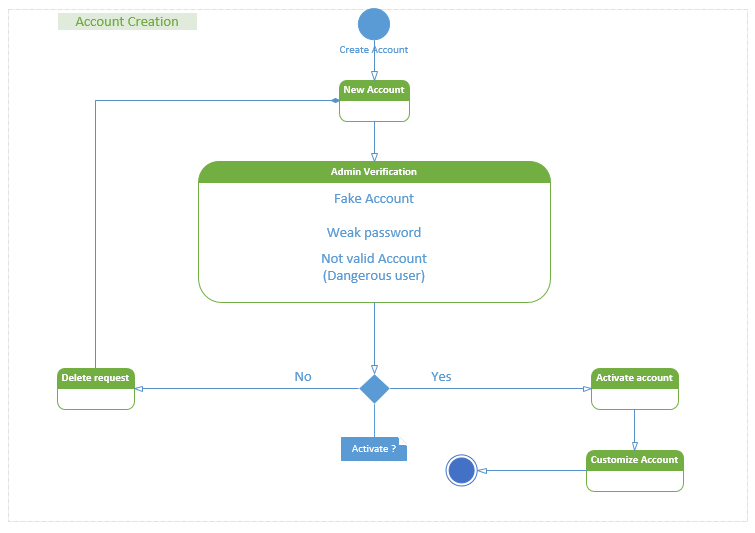 Account Creation
Create Account
New Account
Admin Verification
Fake Account
Weak password
Not valid Account
(Dangerous user)
No
Yes
Delete request
Activate account
Activate ?
Customize Account